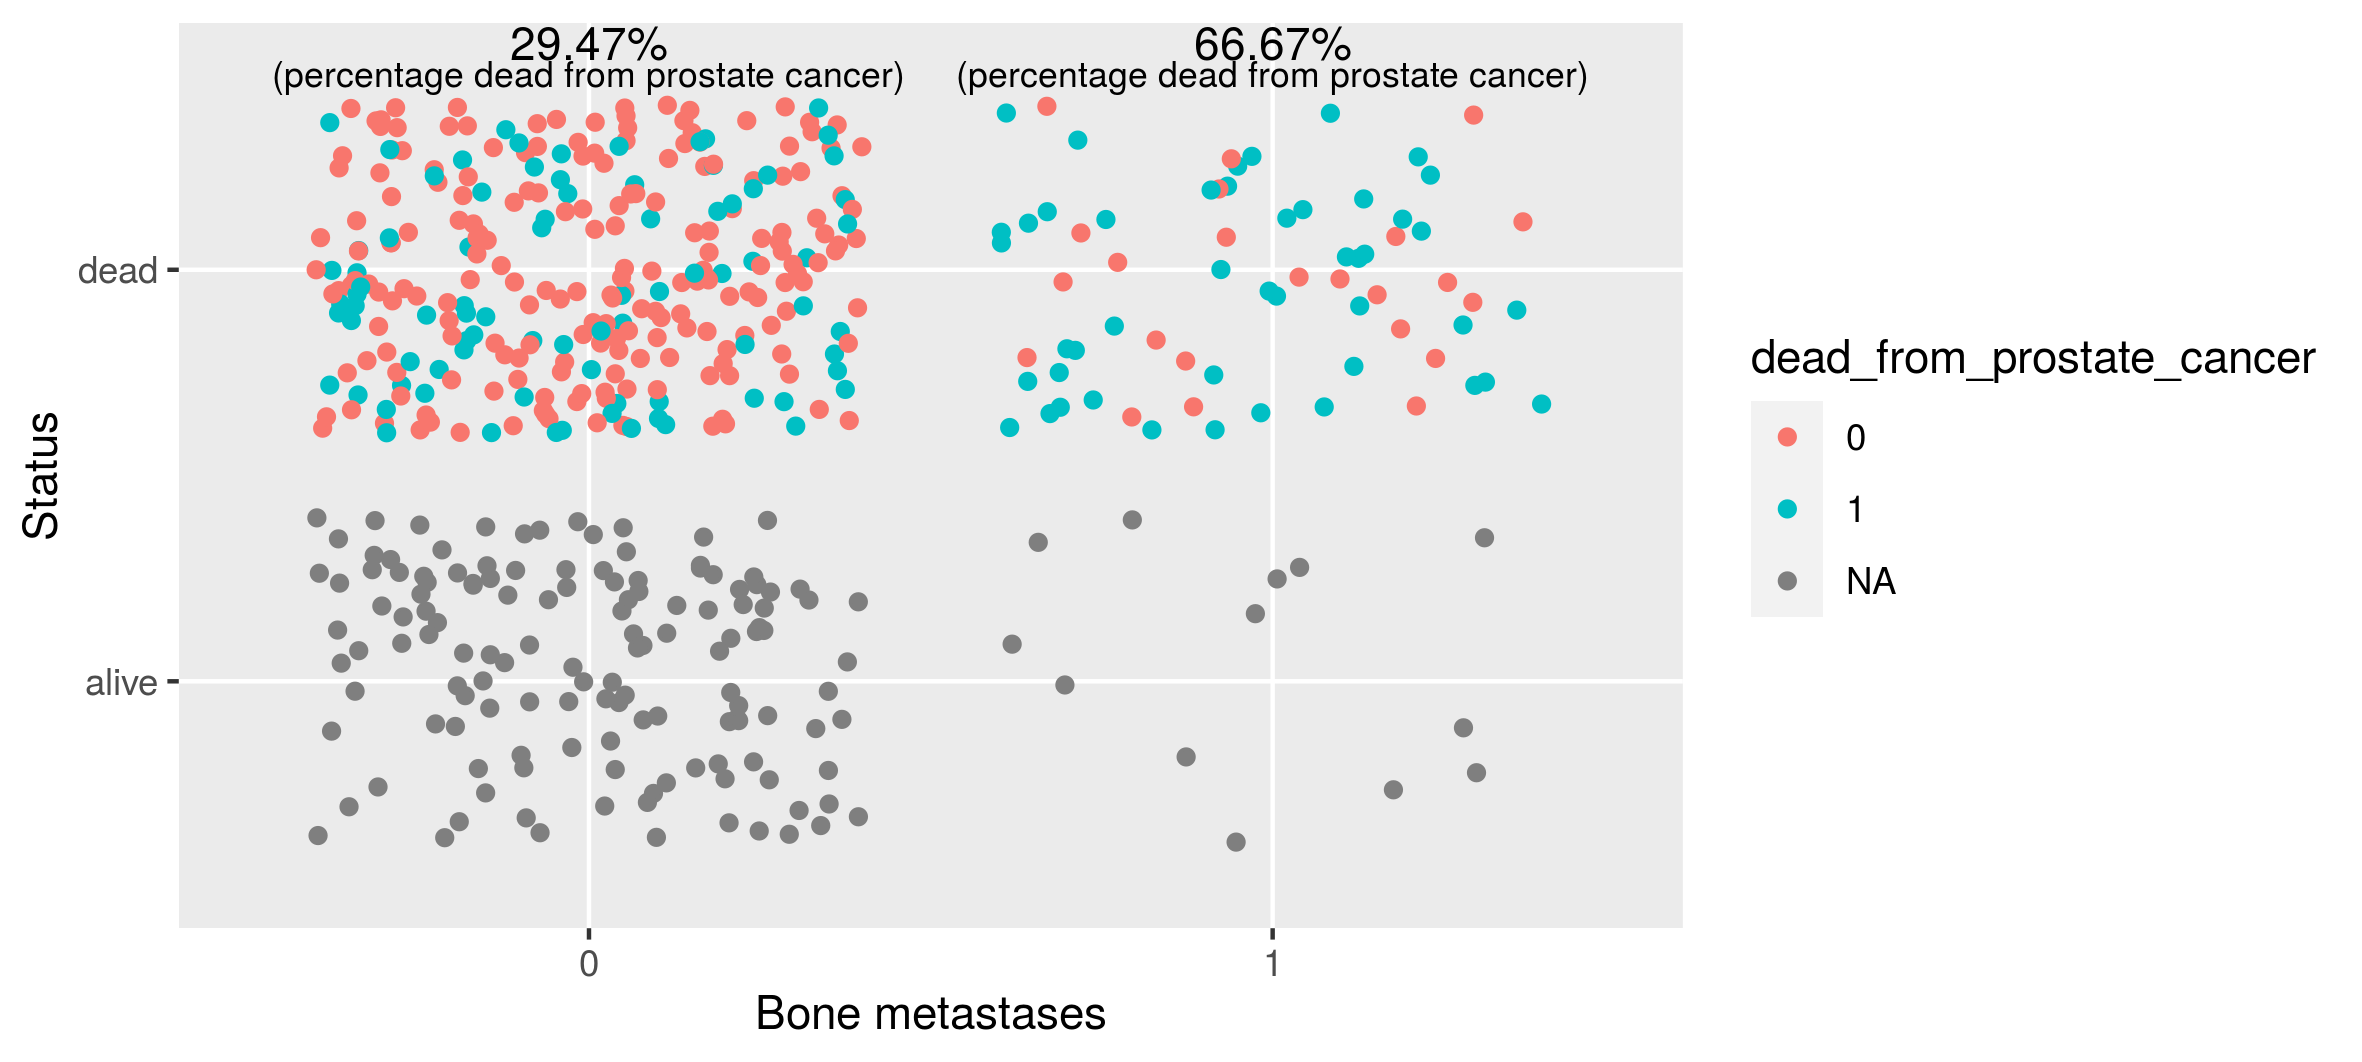 29.47%
(percentage dead from prostate cancer)
66.67%
(percentage dead from prostate cancer)
dead
alive
Status
0
1
Bone metastases
dead_from_prostate_cancer
0
1
NA